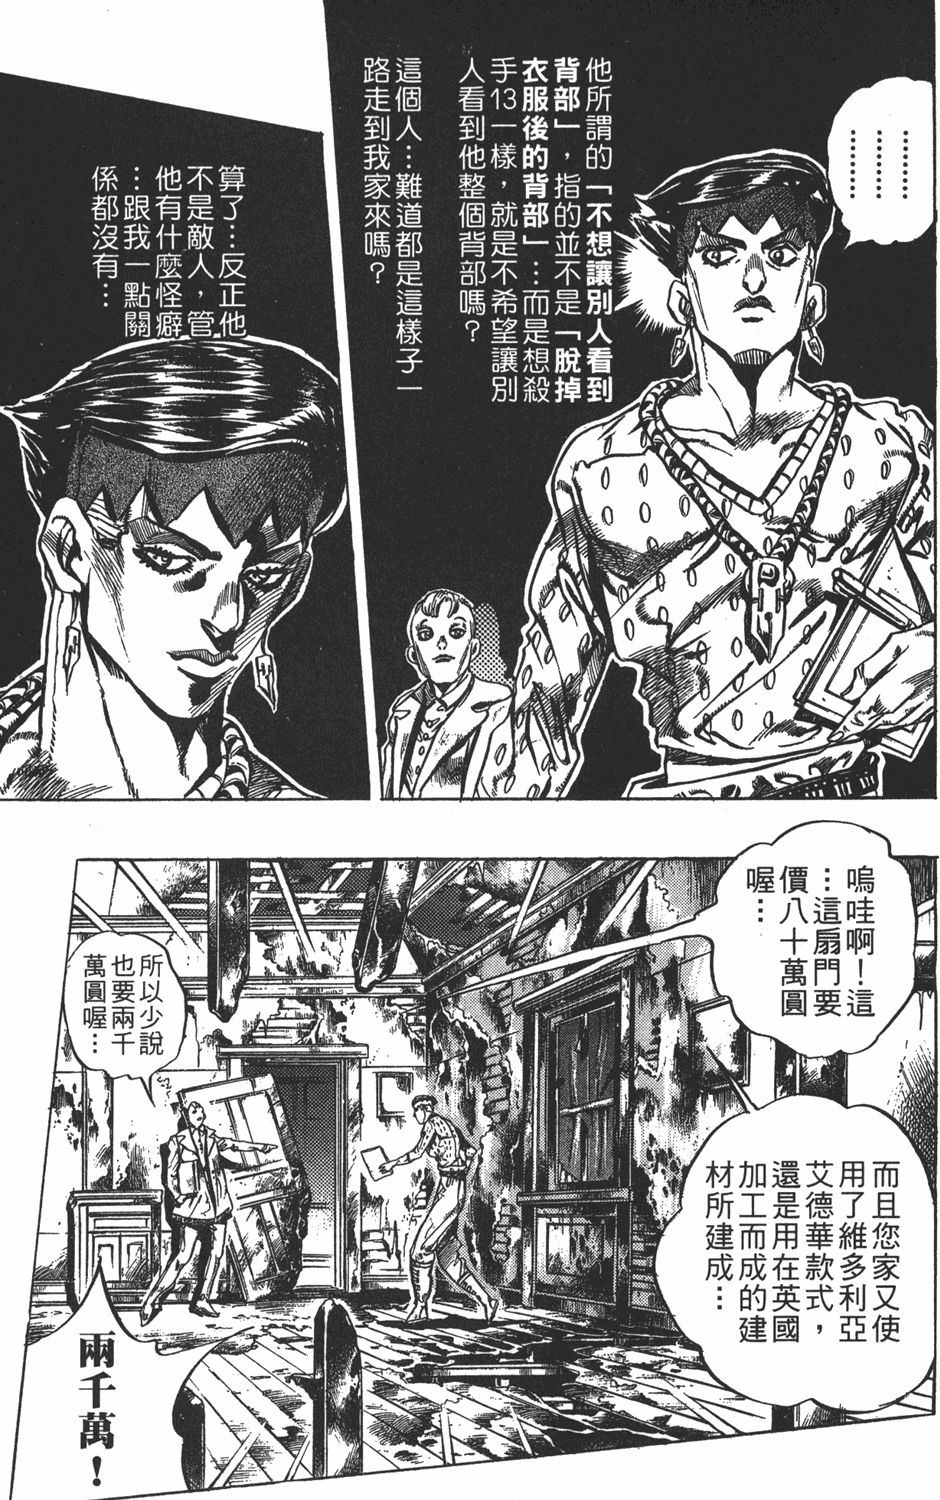 ………
………
他所謂的「不想讓別人看到
背部」，指的並不是「脫掉
衣服後的背部」…而是想殺
手13一樣，就是不希望讓別
人看到他整個背部嗎？
這個人…難道都是這樣子一
路走到我家來嗎？
算了…反正他
不是敵人，管
他有什麼怪癖
…跟我一點關
係都沒有…
嗚哇啊！這
…這扇門要
價八十萬圓
喔…
而且您家又使
用了維多利亞
艾德華款式，
還是用在英國
加工而成的建
材所建成…
所以少說
也要兩千
萬圓喔…
兩千萬！